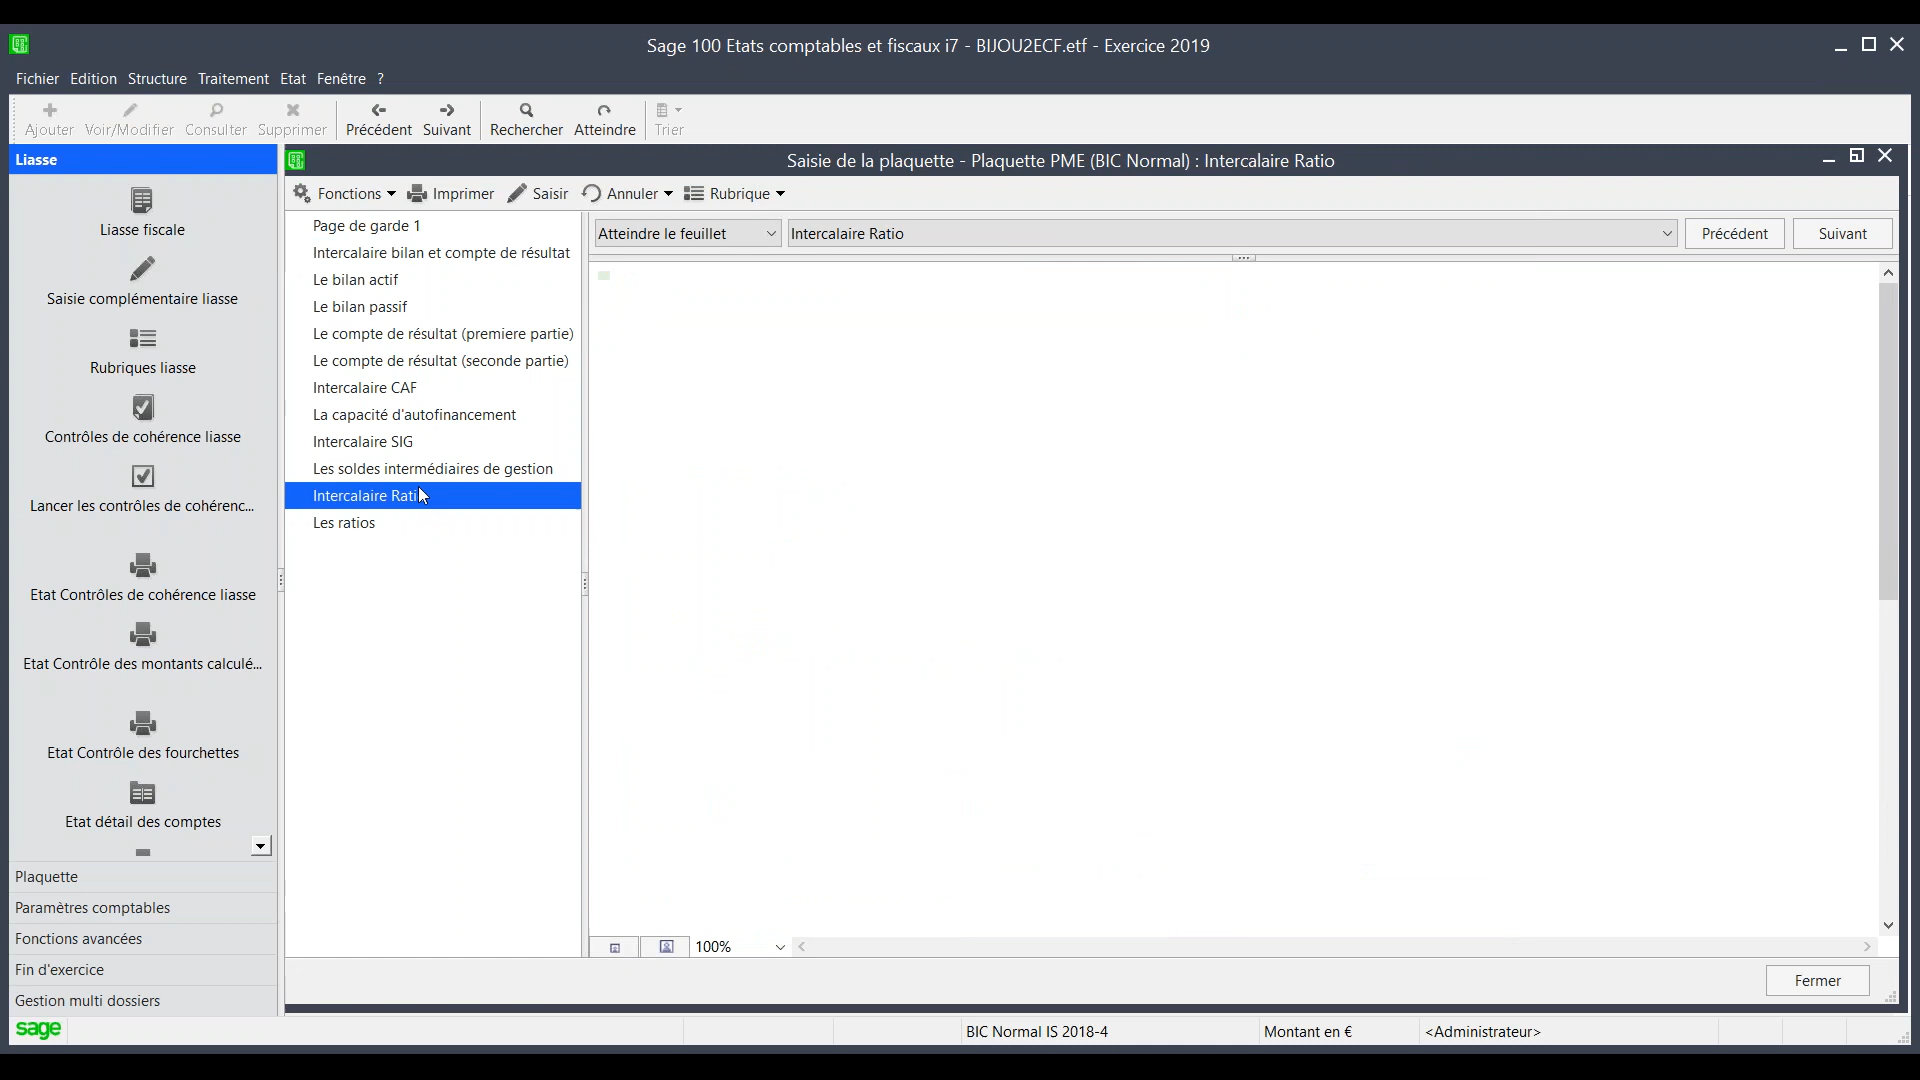 Sage 100 Etats comptables et fiscaux i7 - BIJOU2ECF.etf - Exercice 2019
Fichier Edition Structure Traitement Etat Fenêtre ?
Ajouter Voir/Modifier Consulter Supprimer Précédent Suivant Rechercher Atteindre Trier
Liasse
Liasse fiscale
Saisie complémentaire liasse
Rubriques liasse
Contrôles de cohérence liasse
Lancer les contrôles de cohérenc...
Etat Contrôles de cohérence liasse
Etat Contrôle des montants calculé...
Etat Contrôle des fourchettes
Etat détail des comptes
Plaquette
Paramètres comptables
Fonctions avancées
Fin d'exercice
Gestion multi dossiers
Saisie de la plaquette - Plaquette PME (BIC Normal) : Intercalaire Ratio
Fonctions Imprimer Saisir Annuler Rubrique
Page de garde 1
Intercalaire bilan et compte de résultat
Le bilan actif
Le bilan passif
Le compte de résultat (premiere partie)
Le compte de résultat (seconde partie)
Intercalaire CAF
La capacité d'autofinancement
Intercalaire SIG
Les soldes intermédiaires de gestion
Intercalaire Ratio
Les ratios
Atteindre le feuillet Intercalaire Ratio Précédent Suivant
100%
Fermer
sage BIC Normal IS 2018-4 Montant en € <Administrateur>